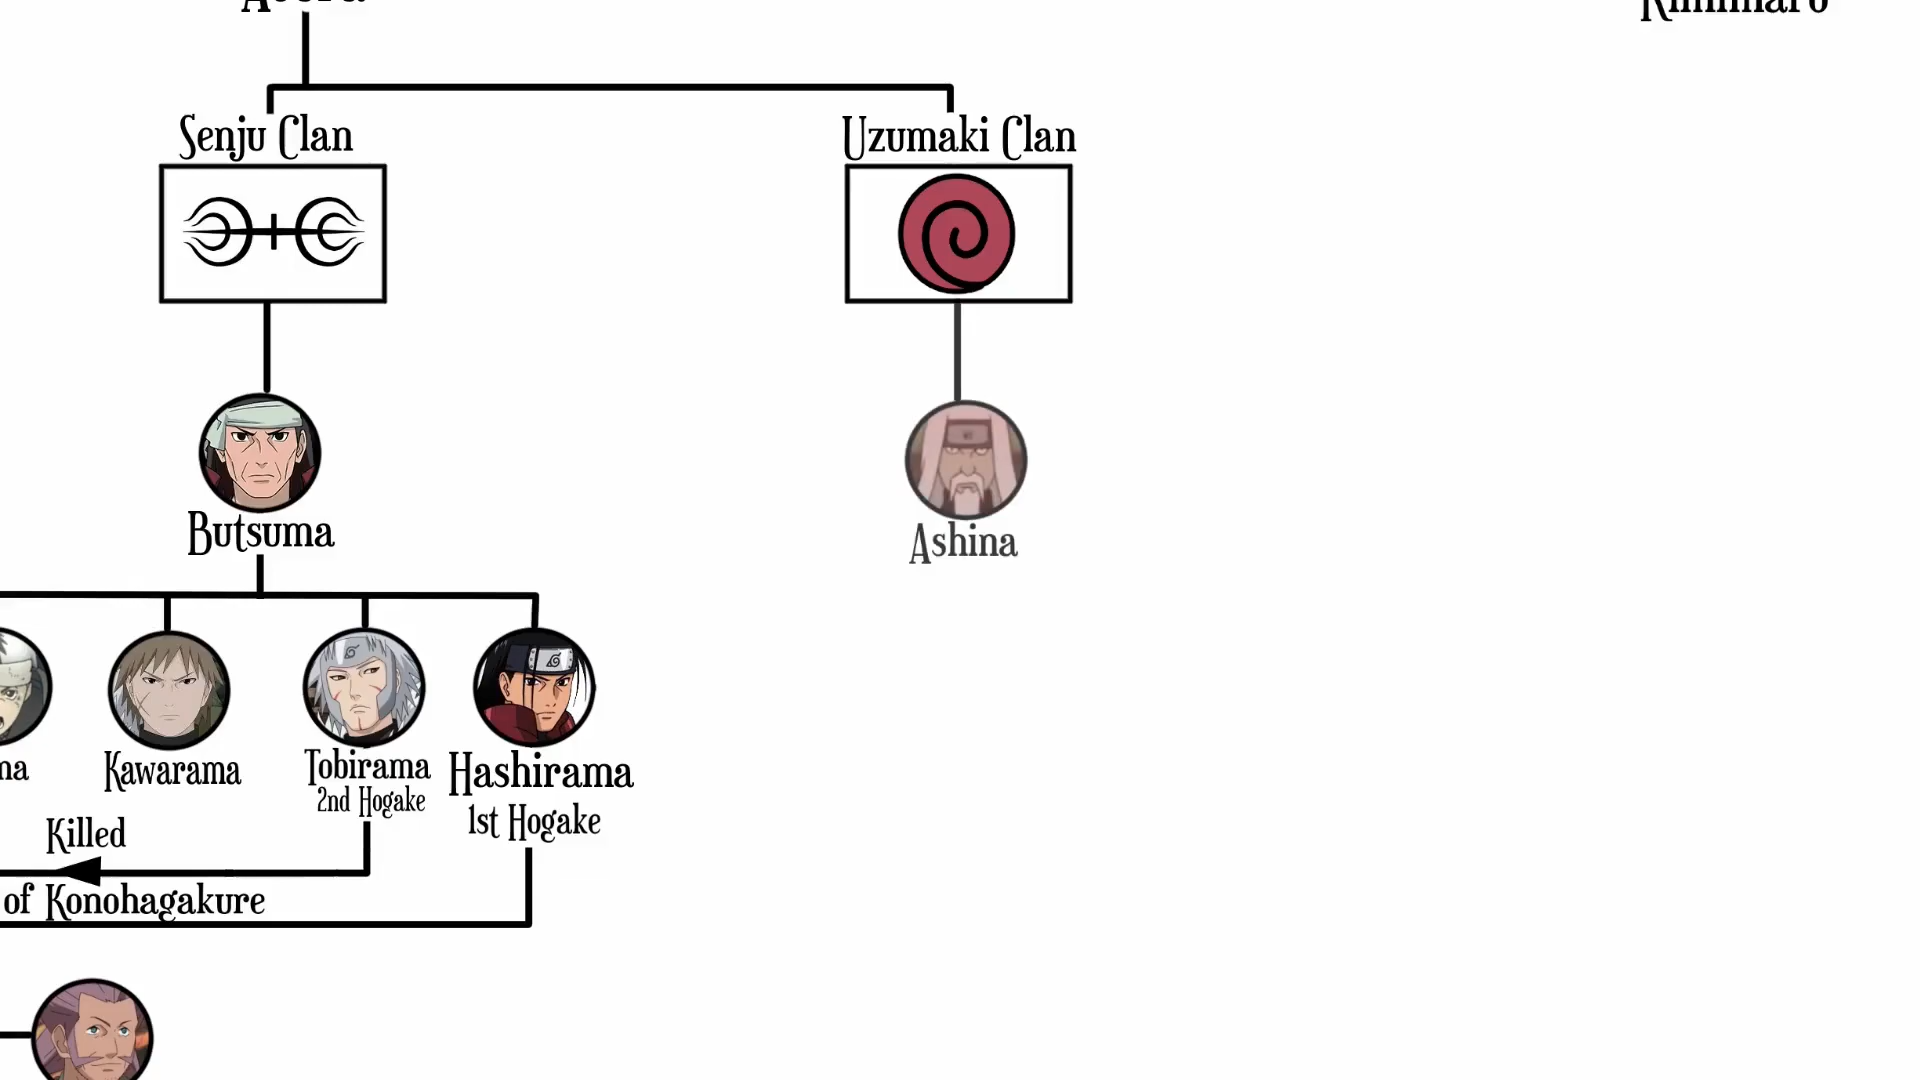 Senju Clan
Uzumaki Clan
Butsuma
Ashina
Kawarama
Tobirama
2nd Hogake
Hashirama
1st Hogake
Killed
of Konohagakure